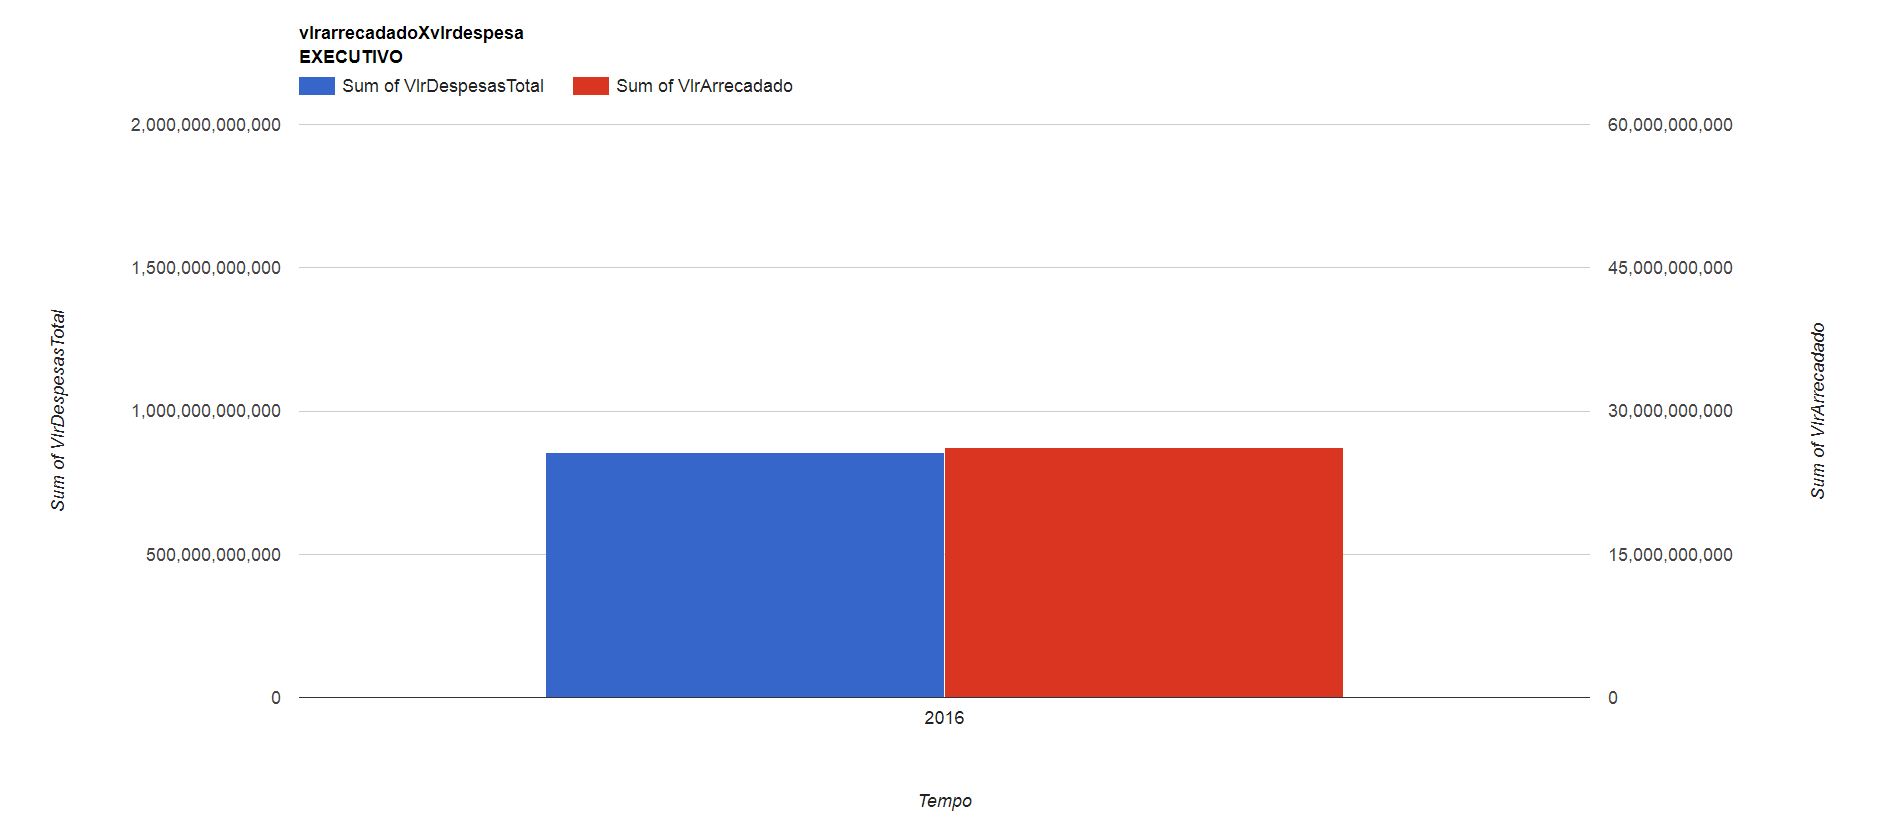 vlrarrecadadoXvlrdespesa
EXECUTIVO
Sum of VlrDespesasTotal
Sum of VlrArrecadado
2,000,000,000,000
60,000,000,000
1,500,000,000,000
45,000,000,000
1,000,000,000,000
30,000,000,000
500,000,000,000
15,000,000,000
0
0
Sum of VlrDespesasTotal
Sum of VlrArrecadado
2016
Tempo